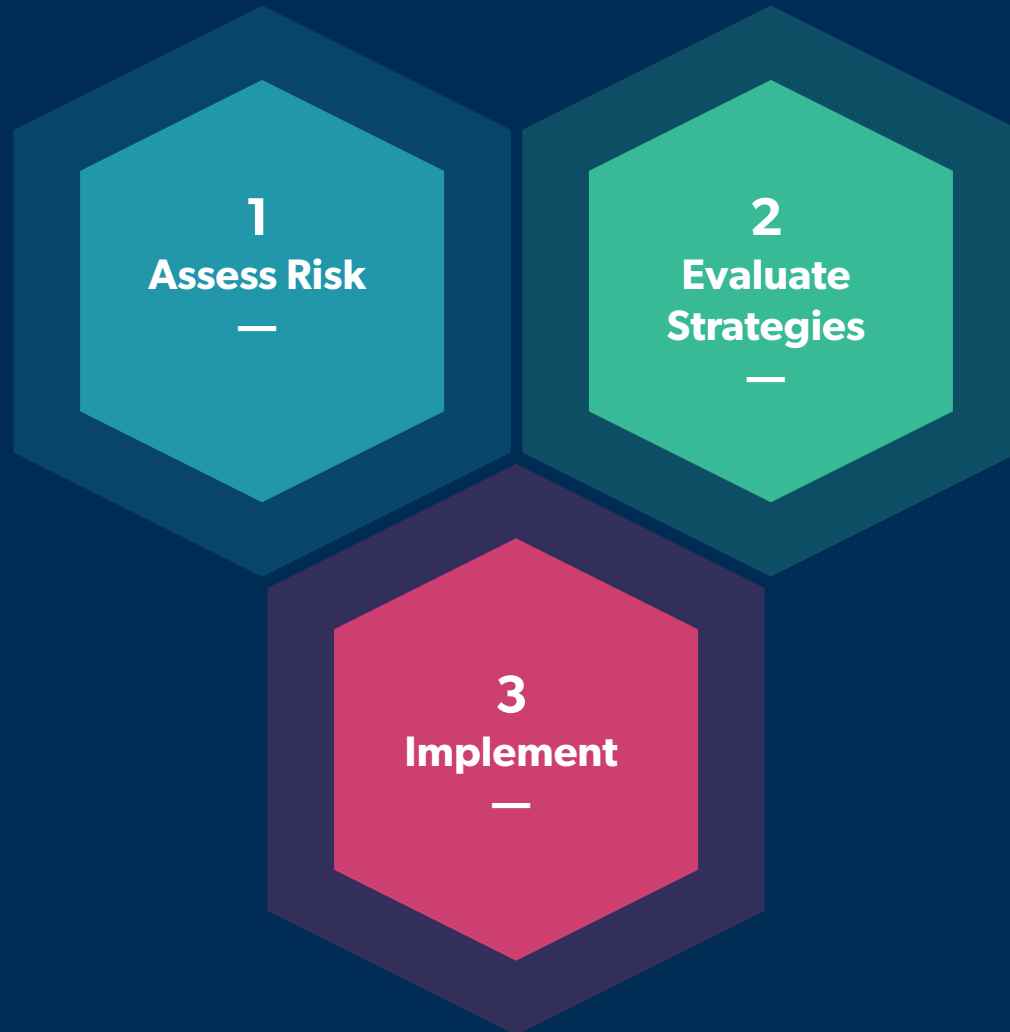 1
Assess Risk
—
2
Evaluate
Strategies
—
3
Implement
—